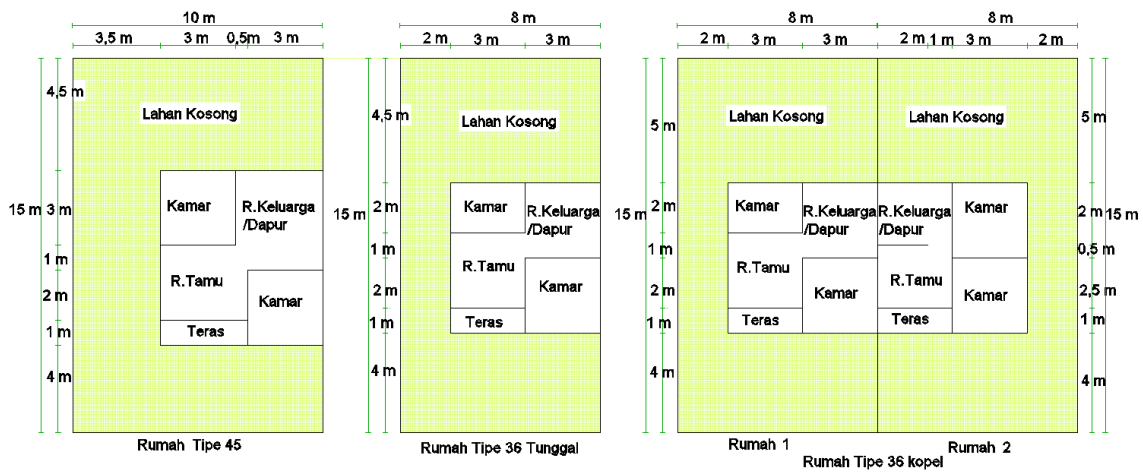 10 m
3,5 m 3 m 0,5m 3 m
4,5 m
15 m
3 m
1 m
2 m
1 m
4 m
Lahan Kosong
Kamar
R.Keluarga
/Dapur
R.Tamu
Kamar
Teras
Rumah Tipe 45
8 m
2 m 3 m 3 m
4,5 m
15 m
2 m
1 m
2 m
1 m
4 m
Lahan Kosong
Kamar
R.Keluarga
/Dapur
R.Tamu
Kamar
Teras
Rumah Tipe 36 Tunggal
8 m 8 m
2 m 3 m 3 m 2 m 1 m 3 m 2 m
5 m
15 m
2 m
1 m
2 m
1 m
4 m
Lahan Kosong
Kamar
R.Keluarga
/Dapur
R.Tamu
Kamar
Teras
Lahan Kosong
R.Keluarga
/Dapur
Kamar
R.Tamu
Kamar
Teras
5 m
2 m
15 m
0,5 m
2,5 m
1 m
4 m
Rumah 1 Rumah 2
Rumah Tipe 36 kopel